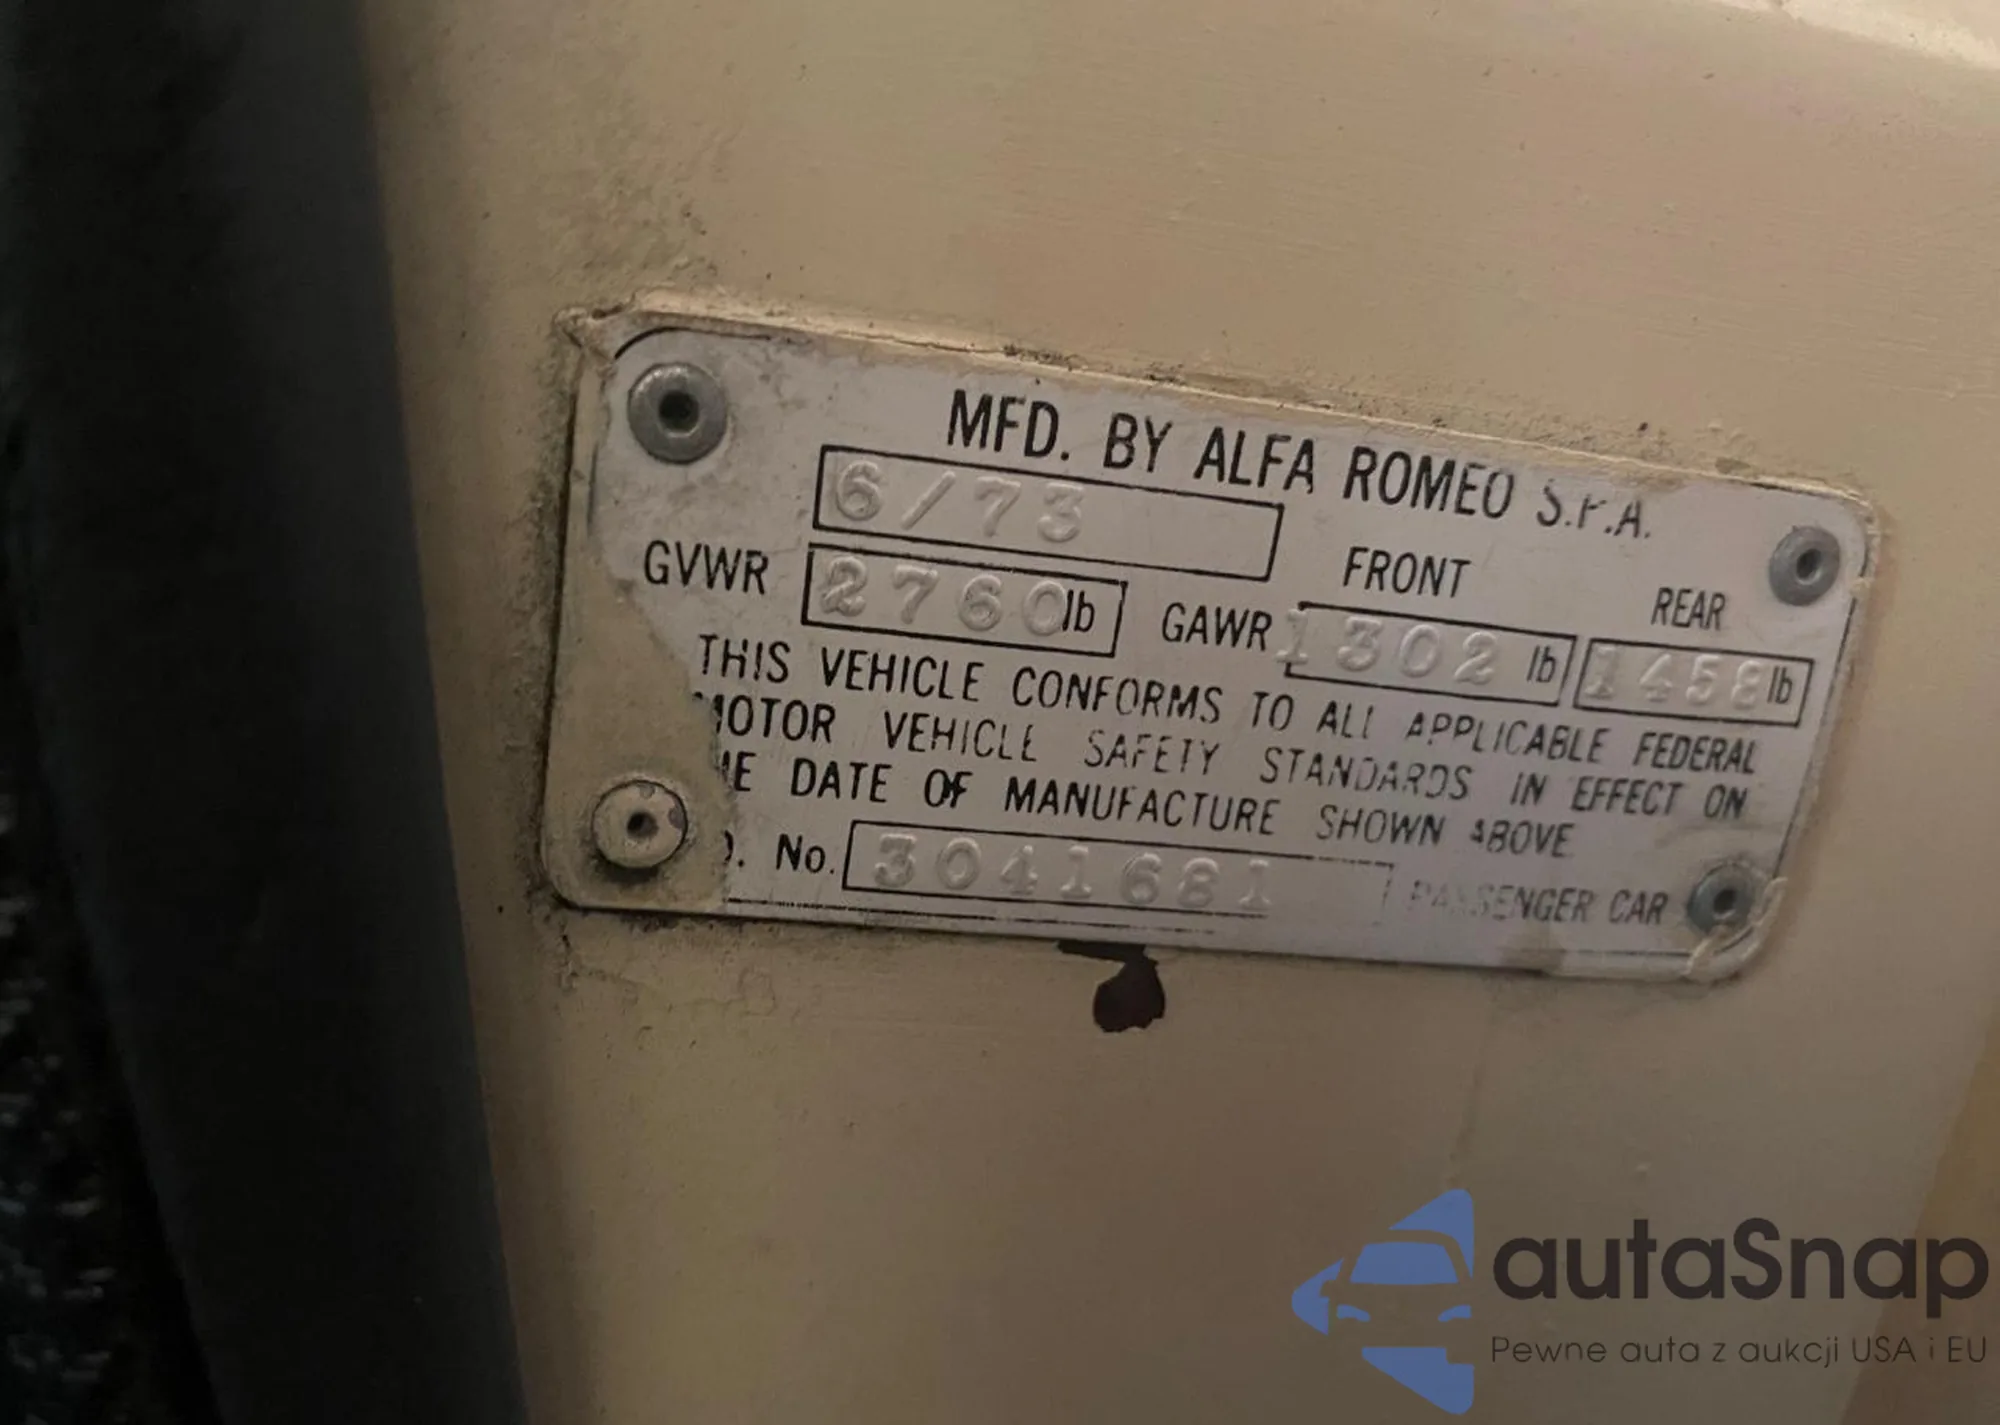 MFD. BY ALFA ROMEO S.P.A.
6/73
FRONT REAR
GVWR 2760 lb GAWR 1302 lb 1458 lb
THIS VEHICLE CONFORMS TO ALL APPLICABLE FEDERAL
MOTOR VEHICLE SAFETY STANDARDS IN EFFECT ON
HE DATE OF MANUFACTURE SHOWN ABOVE
D. No. 3041681 PASSENGER CAR
autaSnap
Pewne auta z aukcji USA i EU